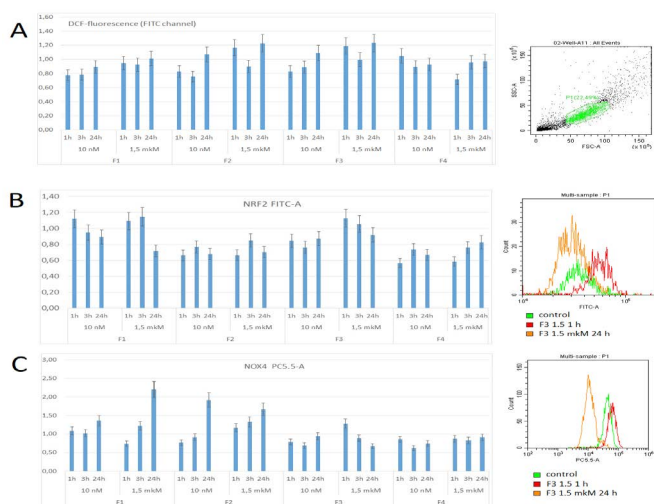 A
DCF-fluorescence (FITC channel)
1,60
1,40
1,20
1,00
0,80
0,60
0,40
0,20
0,00
1h 3h 24h 1h 3h 24h 1h 3h 24h 1h 3h 24h 1h 3h 24h 1h 3h 24h 1h 3h 24h 1h 3h 24h
10 nM 1,5 mkM 10 nM 1,5 mkM 10 nM 1,5 mkM 10 nM 1,5 mkM
F1 F2 F3 F4
02-Well-A11 : All Events
SSC-A
0 50 100 150
FSC-A
B
NRF2 FITC-A
1,40
1,20
1,00
0,80
0,60
0,40
0,20
0,00
1h 3h 24h 1h 3h 24h 1h 3h 24h 1h 3h 24h 1h 3h 24h 1h 3h 24h 1h 3h 24h 1h 3h 24h
10 nM 1,5 mkM 10 nM 1,5 mkM 10 nM 1,5 mkM 10 nM 1,5 mkM
F1 F2 F3 F4
Multi-sample : P1
Count
FITC-A
control
F3 1.5 1 h
F3 1.5 mkM 24 h
C
NOX4 PC5.5-A
3,00
2,50
2,00
1,50
1,00
0,50
0,00
1h 3h 24h 1h 3h 24h 1h 3h 24h 1h 3h 24h 1h 3h 24h 1h 3h 24h 1h 3h 24h 1h 3h 24h
10 nM 1,5 mkM 10 nM 1,5 mkM 10 nM 1,5 mkM 10 nM 1,5 mkM
F1 F2 F3 F4
Multi-sample : P1
Count
PC5.5-A
control
F3 1.5 1 h
F3 1.5 mkM 24 h